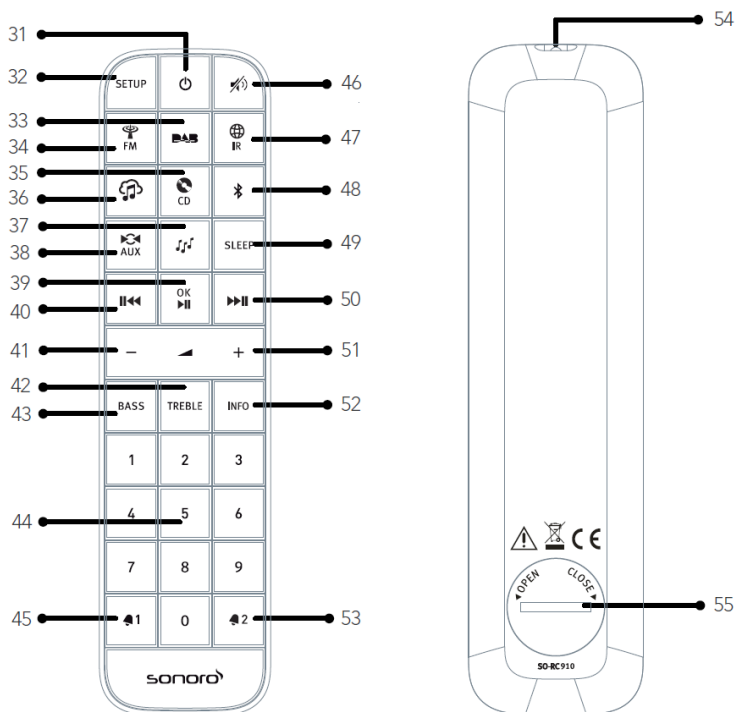 31
54
32
SETUP
46
33
34
FM
DAB
IR
47
35
36
CD
48
37
38
AUX
SLEEP
49
39
40
OK
50
41
−
+
51
42
43
BASS
TREBLE
INFO
52
1
2
3
44
4
5
6
7
8
9
45
1
0
2
53
sonoro
CE
OPEN
CLOSE
55
SO-RC910